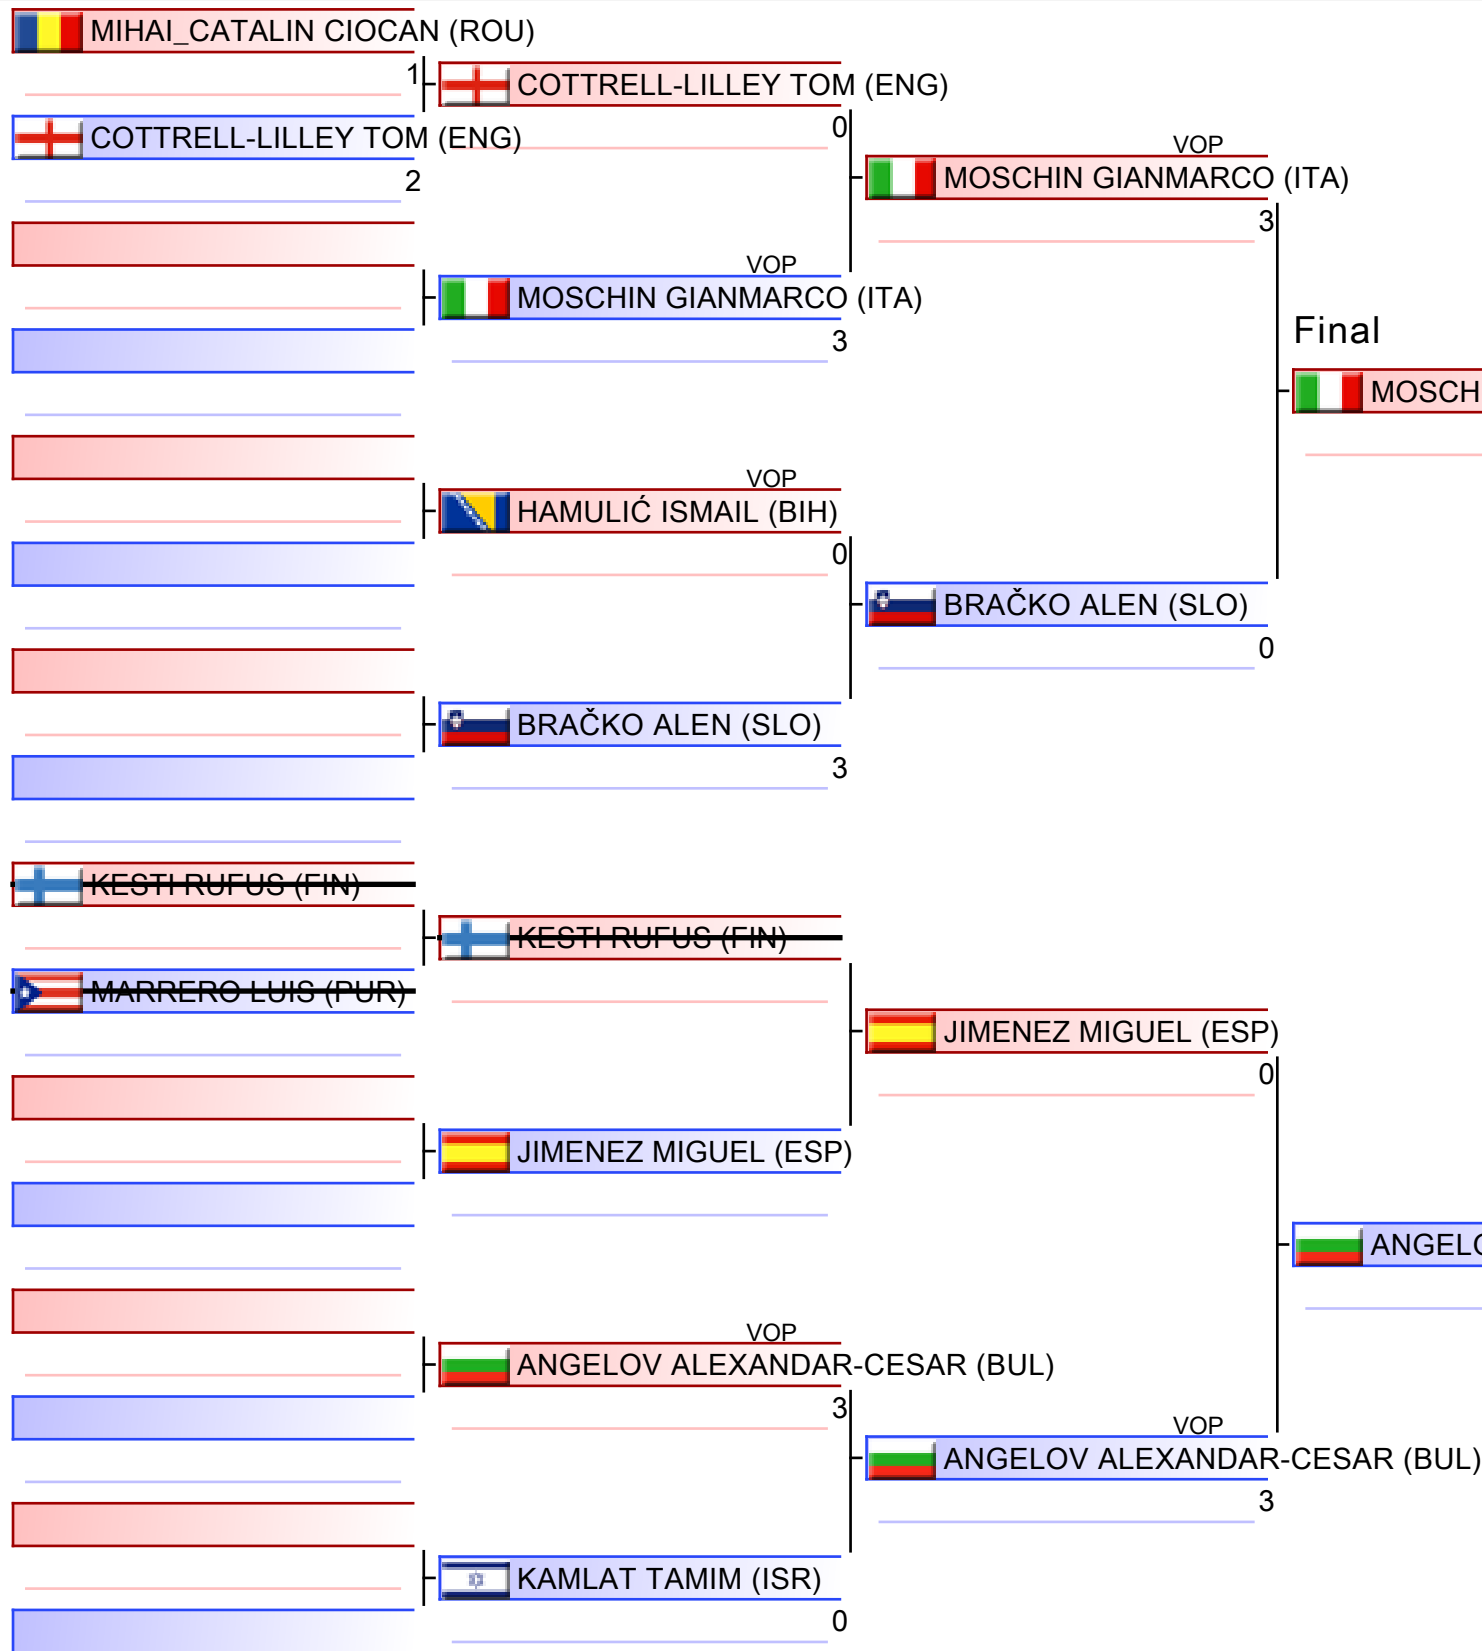 MIHAI_CATALIN CIOCAN (ROU)
1
COTTRELL-LILLEY TOM (ENG)
2
KESTI RUFUS (FIN)
MARRERO LUIS (PUR)
COTTRELL-LILLEY TOM (ENG)
0
VOP
MOSCHIN GIANMARCO (ITA)
3
VOP
HAMULIĆ ISMAIL (BIH)
0
BRAČKO ALEN (SLO)
3
KESTI RUFUS (FIN)
JIMENEZ MIGUEL (ESP)
VOP
ANGELOV ALEXANDAR-CESAR (BUL)
3
KAMLAT TAMIM (ISR)
0
VOP
MOSCHIN GIANMARCO (ITA)
3
BRAČKO ALEN (SLO)
0
JIMENEZ MIGUEL (ESP)
0
VOP
ANGELOV ALEXANDAR-CESAR (BUL)
3
Final
MOSCH
ANGELO